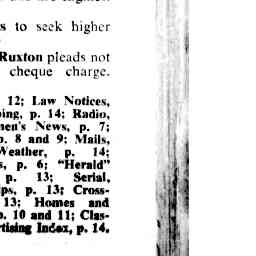 s to seek higher
Ruxton pleads not
cheque charge.
12; Law Notices,
ping, p. 14; Radio,
men's News, p. 7;
p. 8 and 9; Mails,
Weather, p. 14;
s, p. 6; "Herald"
p. 13; Serial,
ps, p. 13; Cross-
13; Homes and
p. 10 and 11; Clas-
rtising Index, p. 14.